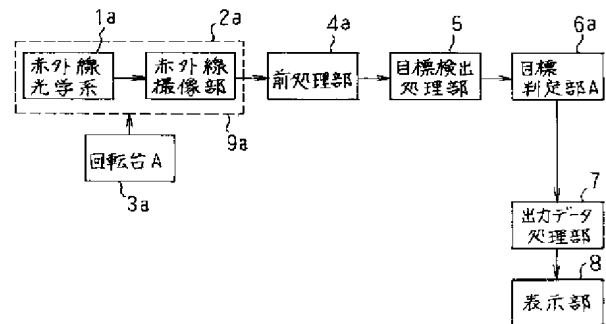 1a
2a
4a
5
6a
赤外線
光学系
赤外線
撮像部
前処理部
目標検出
処理部
目標
判定部A
9a
回転台A
3a
7
出力データ
処理部
8
表示部